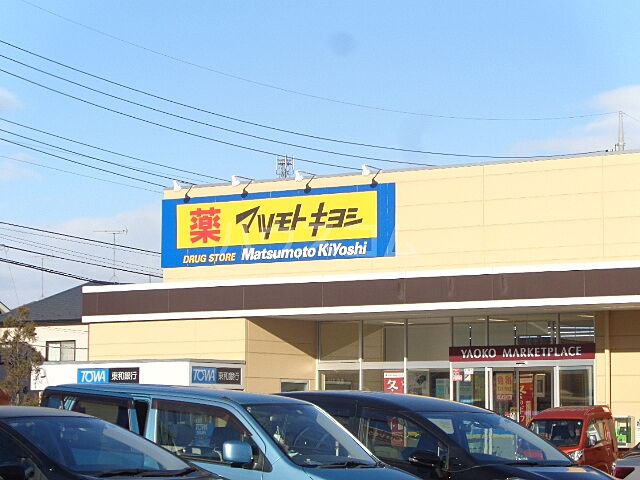 薬 マツモトキヨシ
DRUG STORE Matsumoto KiYoshi
YAOKO MARKETPLACE
TOWA 東和銀行
TOWA 東和銀行
冬